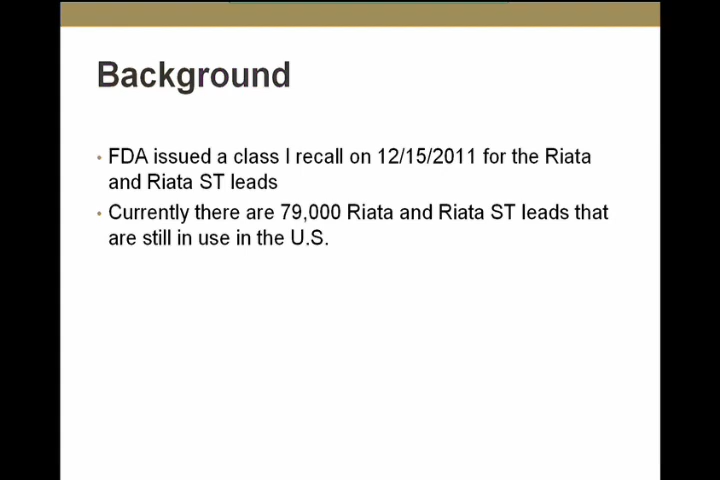 Background
• FDA issued a class I recall on 12/15/2011 for the Riata
and Riata ST leads
• Currently there are 79,000 Riata and Riata ST leads that
are still in use in the U.S.